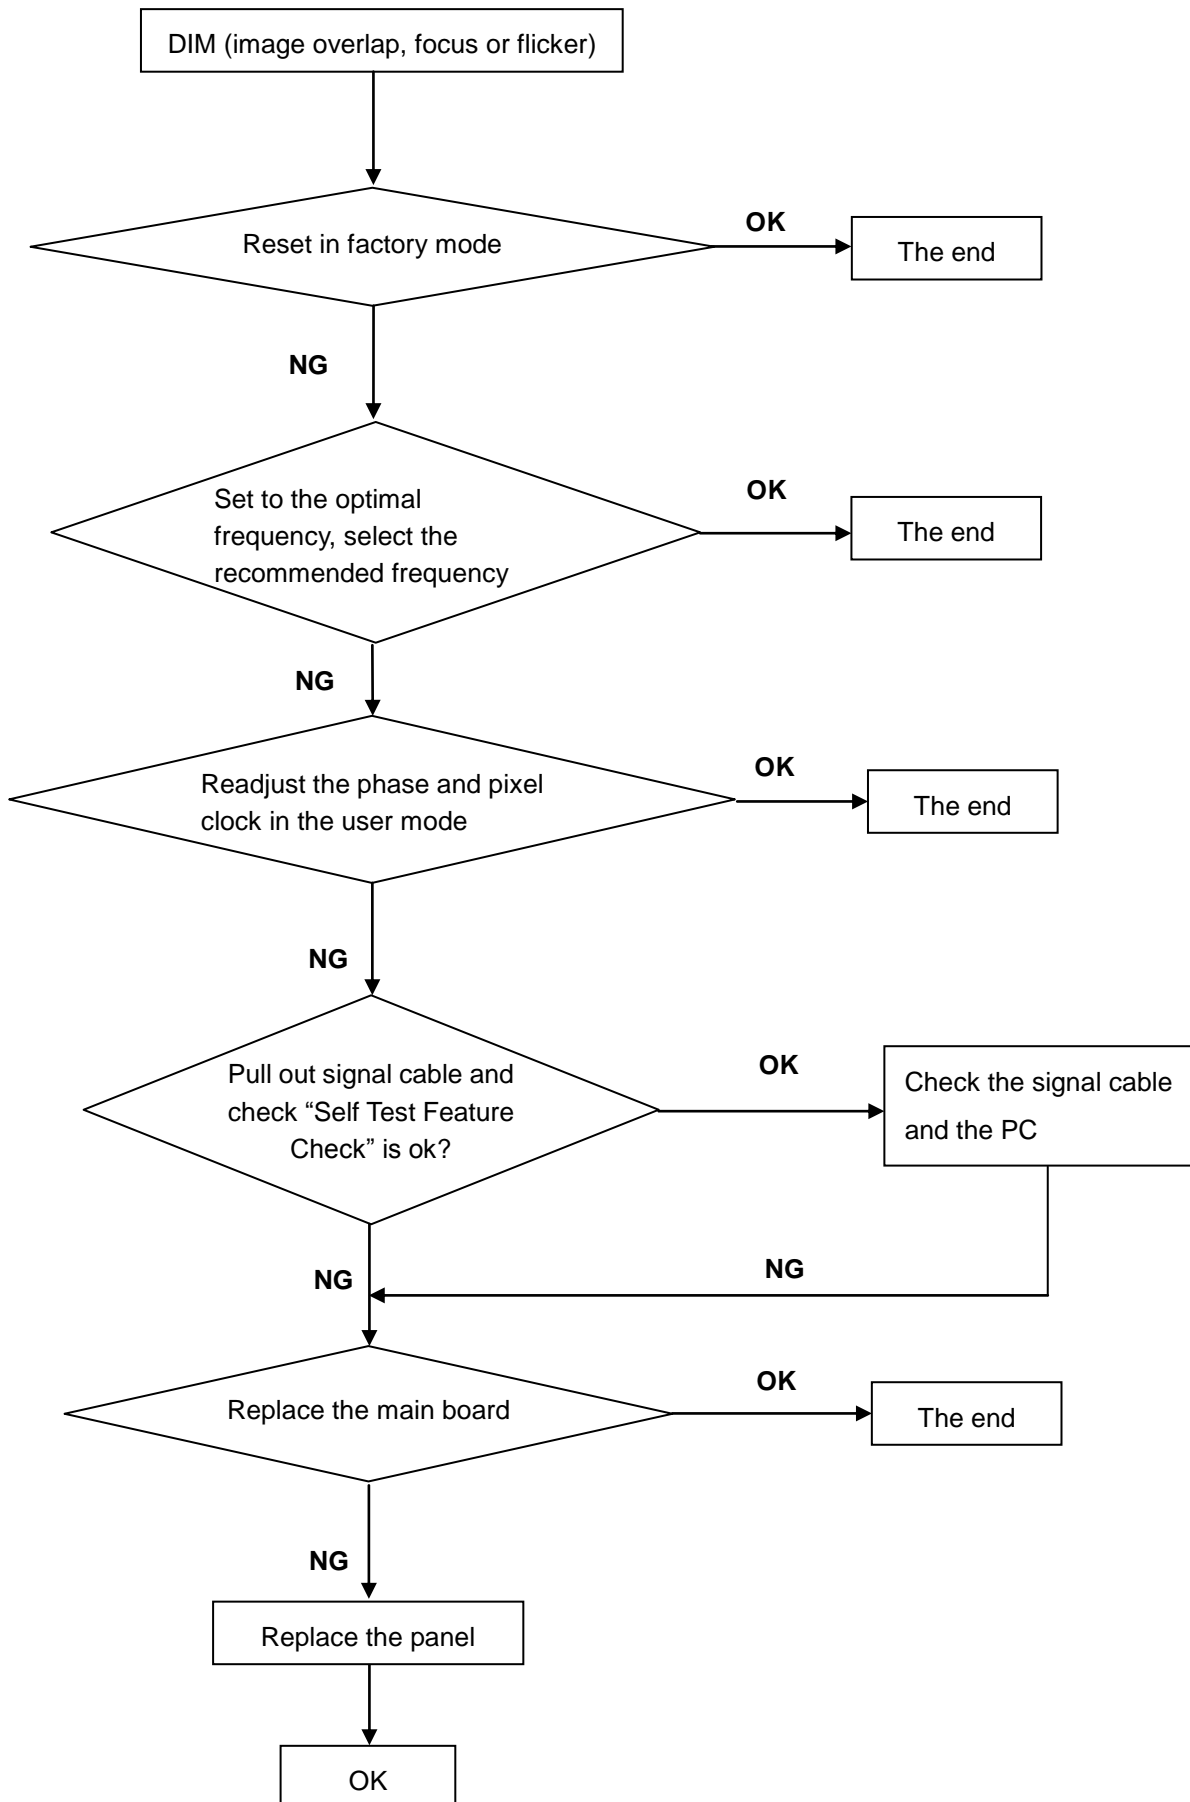 DIM (image overlap, focus or flicker)
Reset in factory mode
OK
The end
NG
Set to the optimal
frequency, select the
recommended frequency
OK
The end
NG
Readjust the phase and pixel
clock in the user mode
OK
The end
NG
Pull out signal cable and
check “Self Test Feature
Check” is ok?
OK
Check the signal cable
and the PC
NG
NG
Replace the main board
OK
The end
NG
Replace the panel
OK